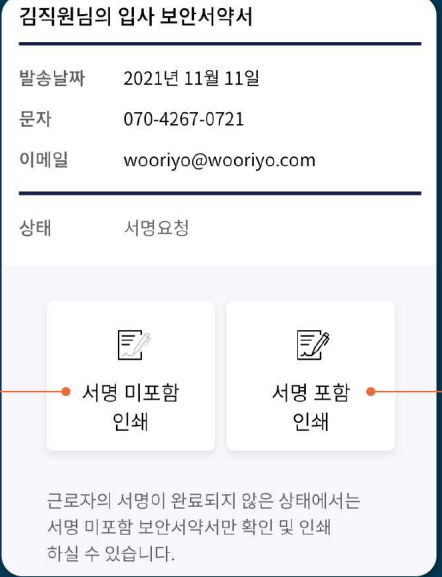 김직원님의 입사 보안서약서
발송날짜 2021년 11월 11일
문자 070-4267-0721
이메일 wooriyo@wooriyo.com
상태 서명요청
서명 미포함 서명 포함
인쇄 인쇄
근로자의 서명이 완료되지 않은 상태에서는
서명 미포함 보안서약서만 확인 및 인쇄
하실 수 있습니다.